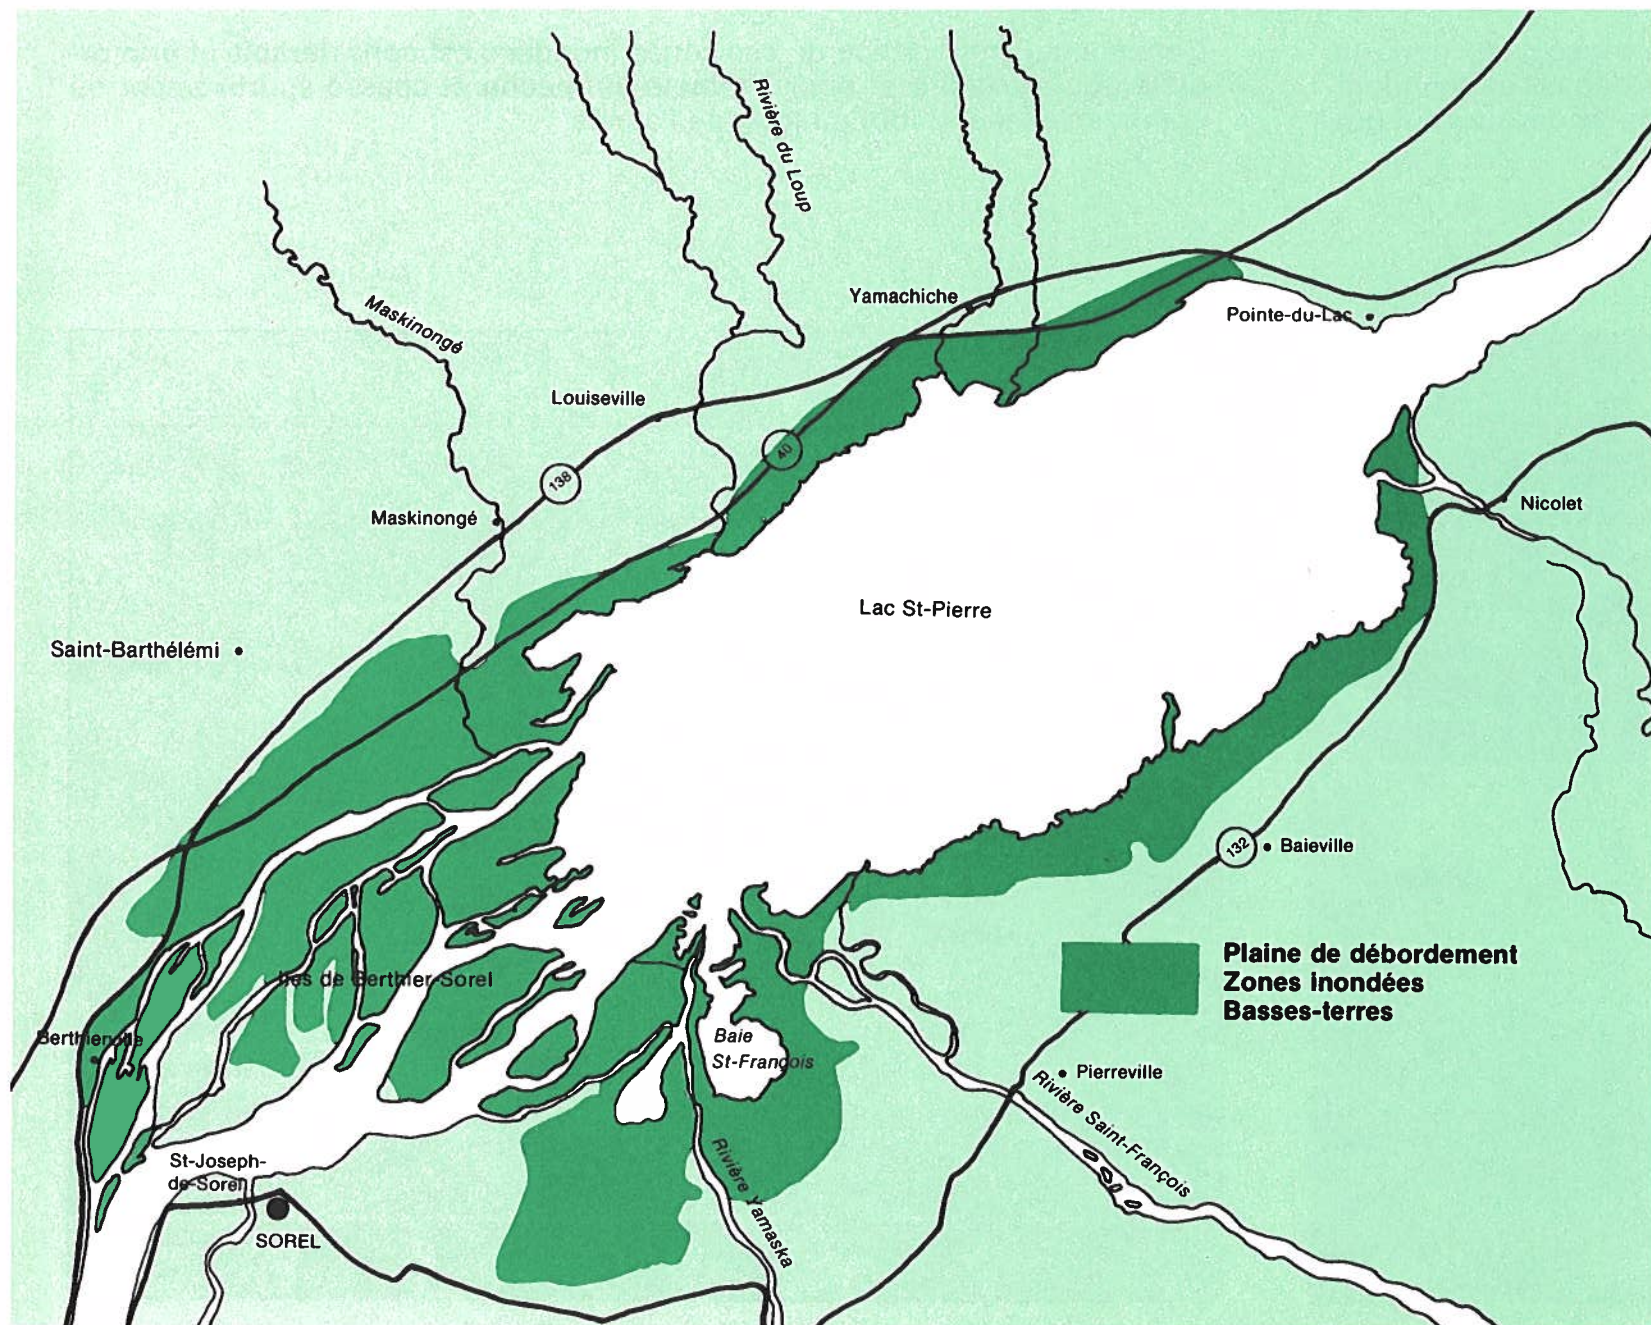 Rivière du Loup
Maskinongé
Yamachiche
Pointe-du-Lac
Louiseville
40
138
Maskinongé
Nicolet
Lac St-Pierre
Saint-Barthélémi
132
Baieville
Plaine de débordement
Zones inondées
Basses-terres
Îles de Berthier-Sorel
Berthierville
Baie
St-François
Pierreville
Rivière Saint-François
St-Joseph-
de-Sorel
Rivière Yamaska
SOREL